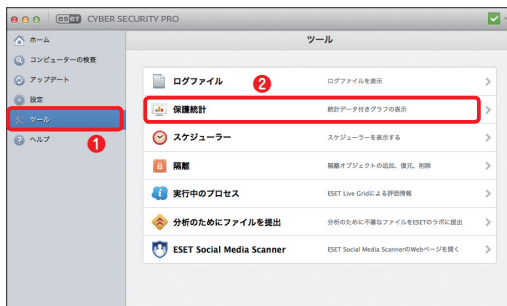 eset CYBER SECURITY PRO
ホーム
コンピューターの検査
アップデート
設定
ツール
ヘルプ
1
ツール
ログファイル
ログファイルを表示
2
保護統計
統計データ付きグラフの表示
スケジューラー
スケジューラーを表示する
隔離
隔離オブジェクトの追加、復元、削除
実行中のプロセス
ESET Live Gridによる評価情報
分析のためにファイルを提出
分析のために不審なファイルをESETのラボに提出
ESET Social Media Scanner
ESET Social Media ScannerのWebページを開く